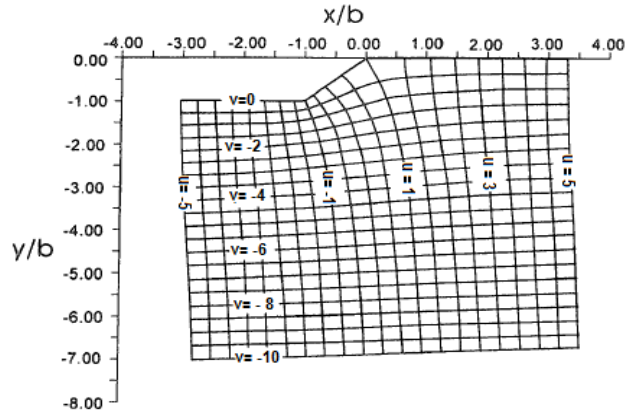 x/b
-4.00 -3.00 -2.00 -1.00 0.00 1.00 2.00 3.00 4.00
0.00
-1.00
-2.00
-3.00
-4.00
-5.00
-6.00
-7.00
-8.00
y/b
v=0
v= -2
v= -4
v= -6
v= - 8
v= -10
u= -5
u= -1
u = 1
u = 3
u = 5